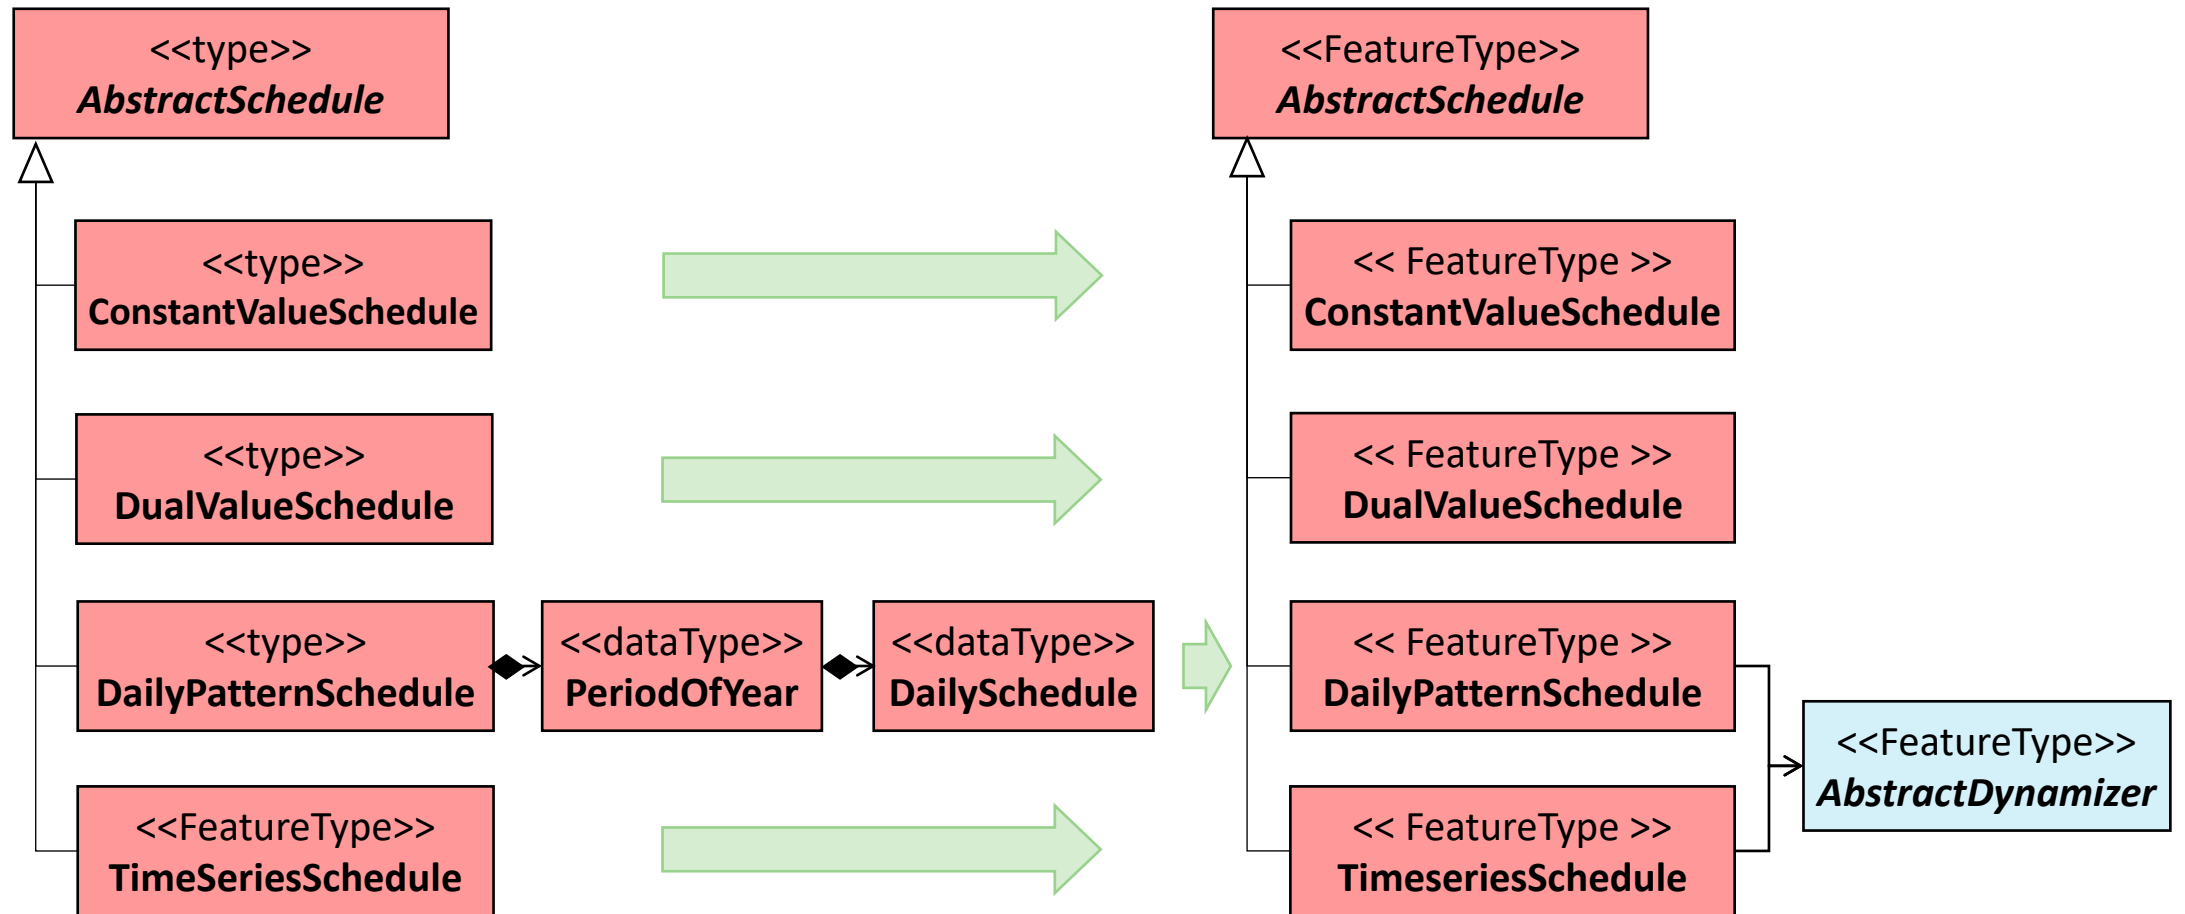 <<type>>
AbstractSchedule
<<FeatureType>>
AbstractSchedule
<<type>>
ConstantValueSchedule
<< FeatureType >>
ConstantValueSchedule
<<type>>
DualValueSchedule
<< FeatureType >>
DualValueSchedule
<<type>>
DailyPatternSchedule
<<dataType>>
PeriodOfYear
<<dataType>>
DailySchedule
<< FeatureType >>
DailyPatternSchedule
<<FeatureType>>
AbstractDynamizer
<<FeatureType>>
TimeSeriesSchedule
<< FeatureType >>
TimeseriesSchedule